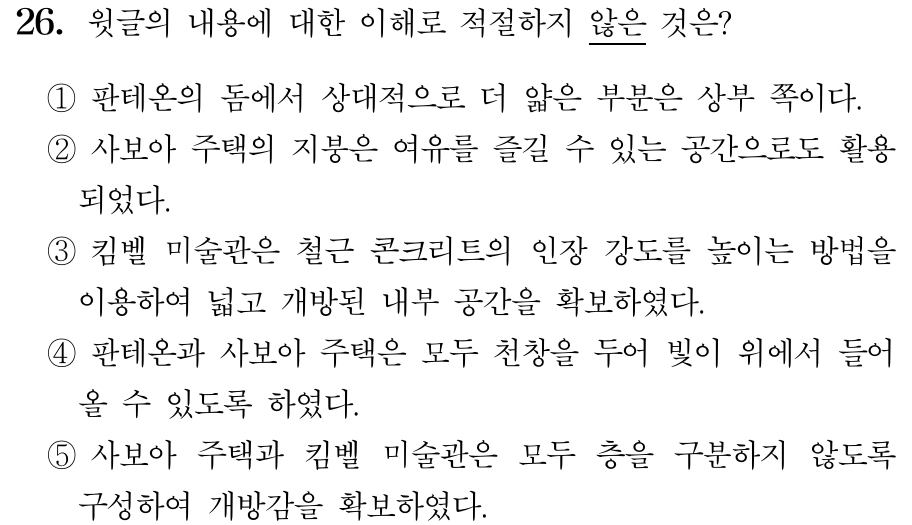 26. 윗글의 내용에 대한 이해로 적절하지 않은 것은?
① 판테온의 돔에서 상대적으로 더 얇은 부분은 상부 쪽이다.
② 사보아 주택의 지붕은 여유를 즐길 수 있는 공간으로도 활용
되었다.
③ 킴벨 미술관은 철근 콘크리트의 인장 강도를 높이는 방법을
이용하여 넓고 개방된 내부 공간을 확보하였다.
④ 판테온과 사보아 주택은 모두 천창을 두어 빛이 위에서 들어
올 수 있도록 하였다.
⑤ 사보아 주택과 킴벨 미술관은 모두 층을 구분하지 않도록
구성하여 개방감을 확보하였다.